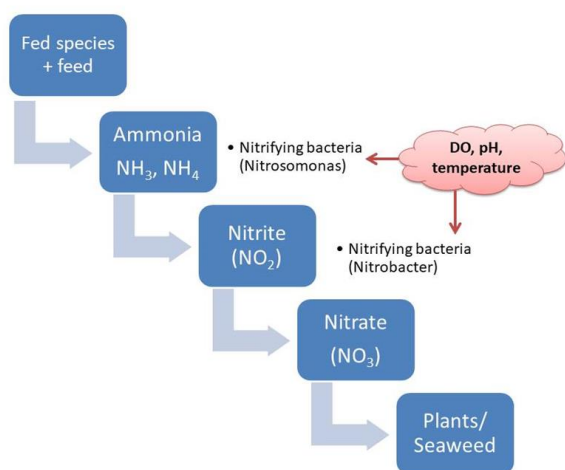 Fed species
+ feed
Ammonia
NH₃, NH₄
• Nitrifying bacteria
(Nitrosomonas)
DO, pH,
temperature
Nitrite
(NO₂)
• Nitrifying bacteria
(Nitrobacter)
Nitrate
(NO₃)
Plants/
Seaweed